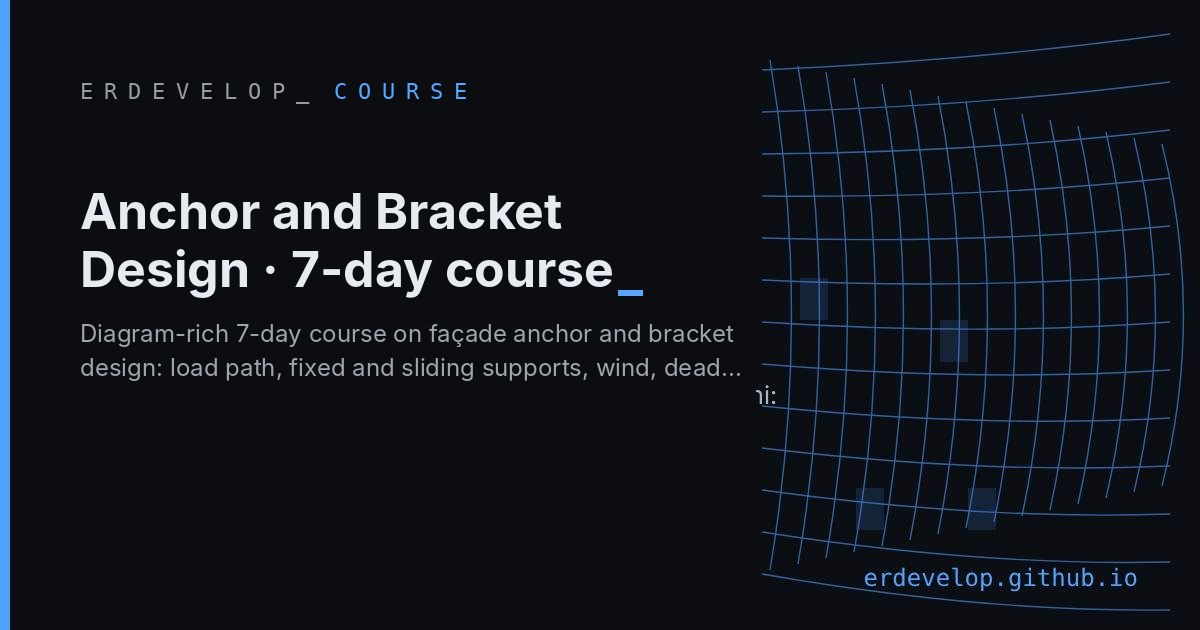 ERDEVELOP_ COURSE
Anchor and Bracket
Design · 7-day course_
Diagram-rich 7-day course on façade anchor and bracket
design: load path, fixed and sliding supports, wind, dead…
erdevelop.github.io